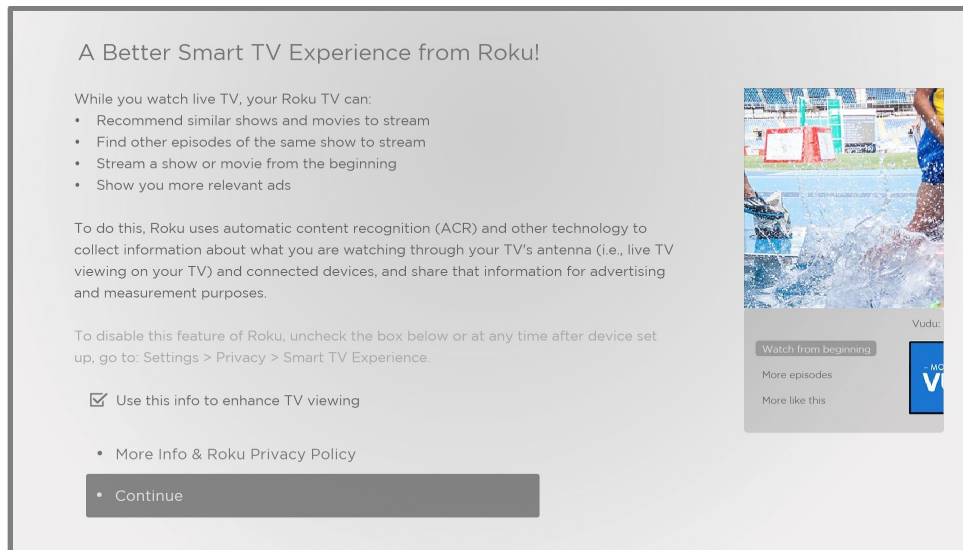 A Better Smart TV Experience from Roku!
While you watch live TV, your Roku TV can:
• Recommend similar shows and movies to stream
• Find other episodes of the same show to stream
• Stream a show or movie from the beginning
• Show you more relevant ads
To do this, Roku uses automatic content recognition (ACR) and other technology to
collect information about what you are watching through your TV's antenna (i.e., live TV
viewing on your TV) and connected devices, and share that information for advertising
and measurement purposes.
To disable this feature of Roku, uncheck the box below or at any time after device set
up, go to: Settings > Privacy > Smart TV Experience.
Use this info to enhance TV viewing
• More Info & Roku Privacy Policy
• Continue
Vudu:
Watch from beginning
More episodes
More like this